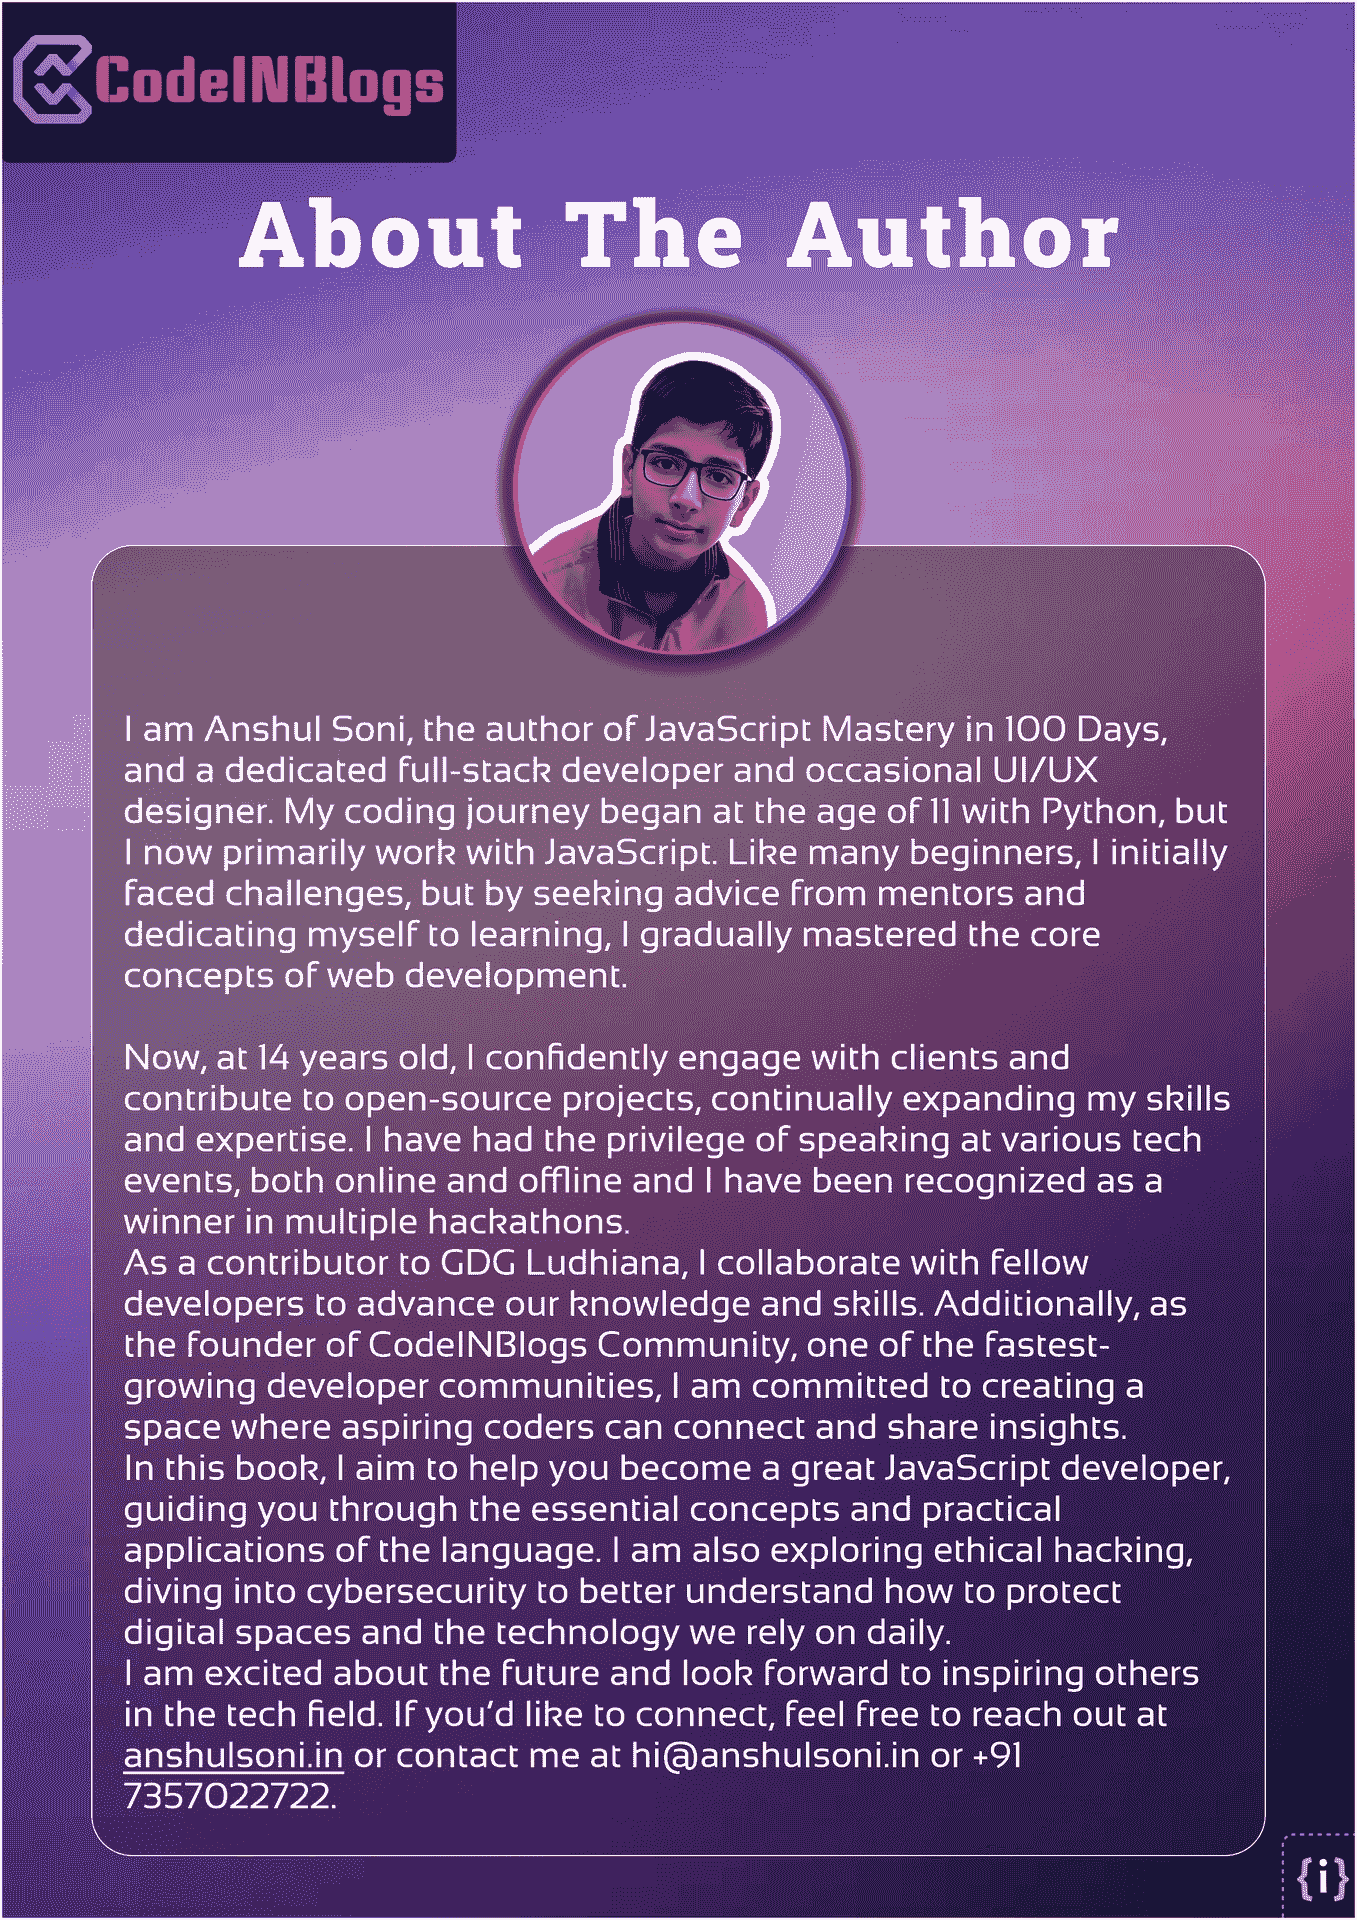 CodeINBlogs
About The Author
I am Anshul Soni, the author of JavaScript Mastery in 100 Days,
and a dedicated full-stack developer and occasional UI/UX
designer. My coding journey began at the age of 11 with Python, but
I now primarily work with JavaScript. Like many beginners, I initially
faced challenges, but by seeking advice from mentors and
dedicating myself to learning, I gradually mastered the core
concepts of web development.
Now, at 14 years old, I confidently engage with clients and
contribute to open-source projects, continually expanding my skills
and expertise. I have had the privilege of speaking at various tech
events, both online and offline and I have been recognized as a
winner in multiple hackathons.
As a contributor to GDG Ludhiana, I collaborate with fellow
developers to advance our knowledge and skills. Additionally, as
the founder of CodeINBlogs Community, one of the fastest-
growing developer communities, I am committed to creating a
space where aspiring coders can connect and share insights.
In this book, I aim to help you become a great JavaScript developer,
guiding you through the essential concepts and practical
applications of the language. I am also exploring ethical hacking,
diving into cybersecurity to better understand how to protect
digital spaces and the technology we rely on daily.
I am excited about the future and look forward to inspiring others
in the tech field. If you’d like to connect, feel free to reach out at
anshulsoni.in or contact me at hi@anshulsoni.in or +91
7357022722.
{i}